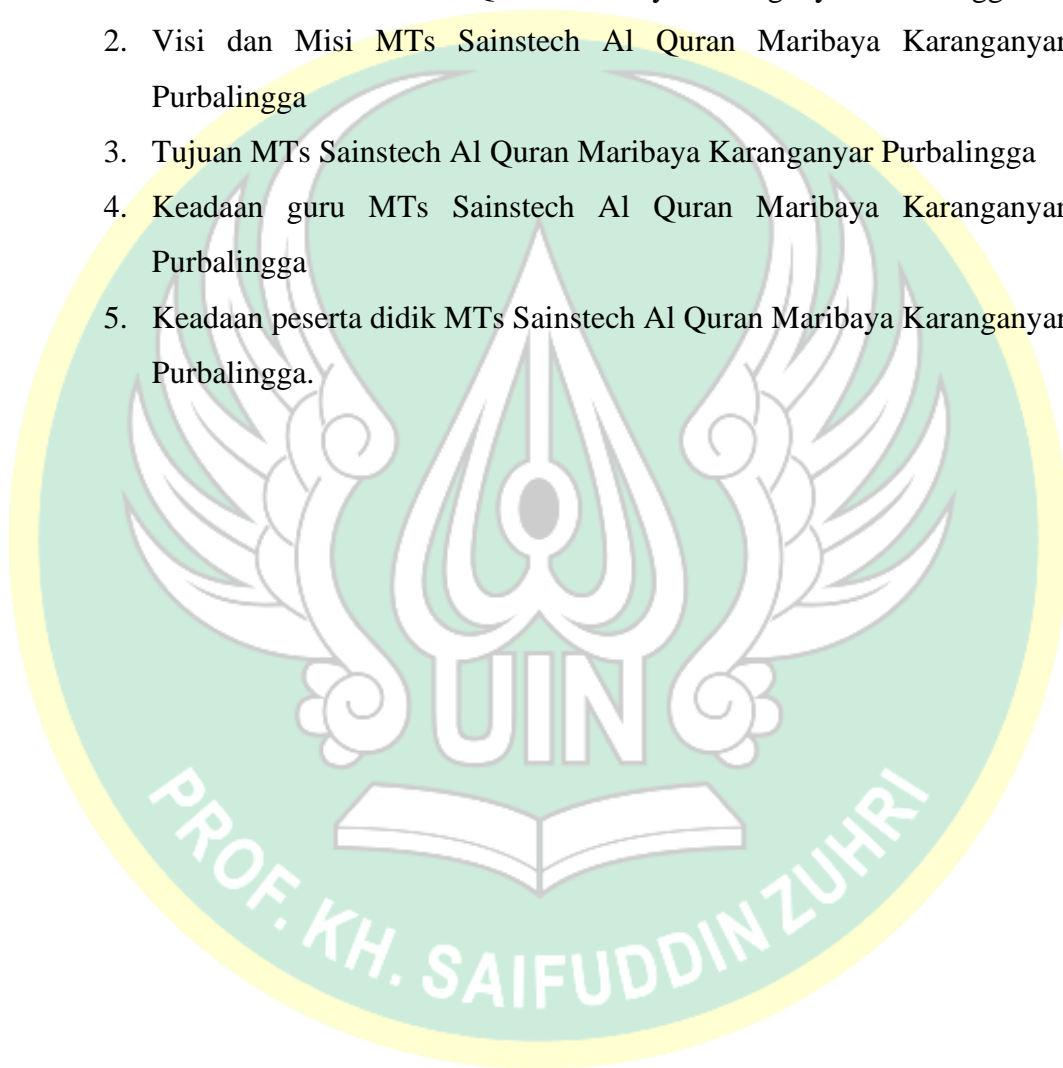 2. Visi dan Misi MTs Sainstech Al Quran Maribaya Karanganyar
Purbalingga
3. Tujuan MTs Sainstech Al Quran Maribaya Karanganyar Purbalingga
4. Keadaan guru MTs Sainstech Al Quran Maribaya Karanganyar
Purbalingga
5. Keadaan peserta didik MTs Sainstech Al Quran Maribaya Karanganyar
Purbalingga.
UIN
PROF. KH. SAIFUDDIN ZUHRI